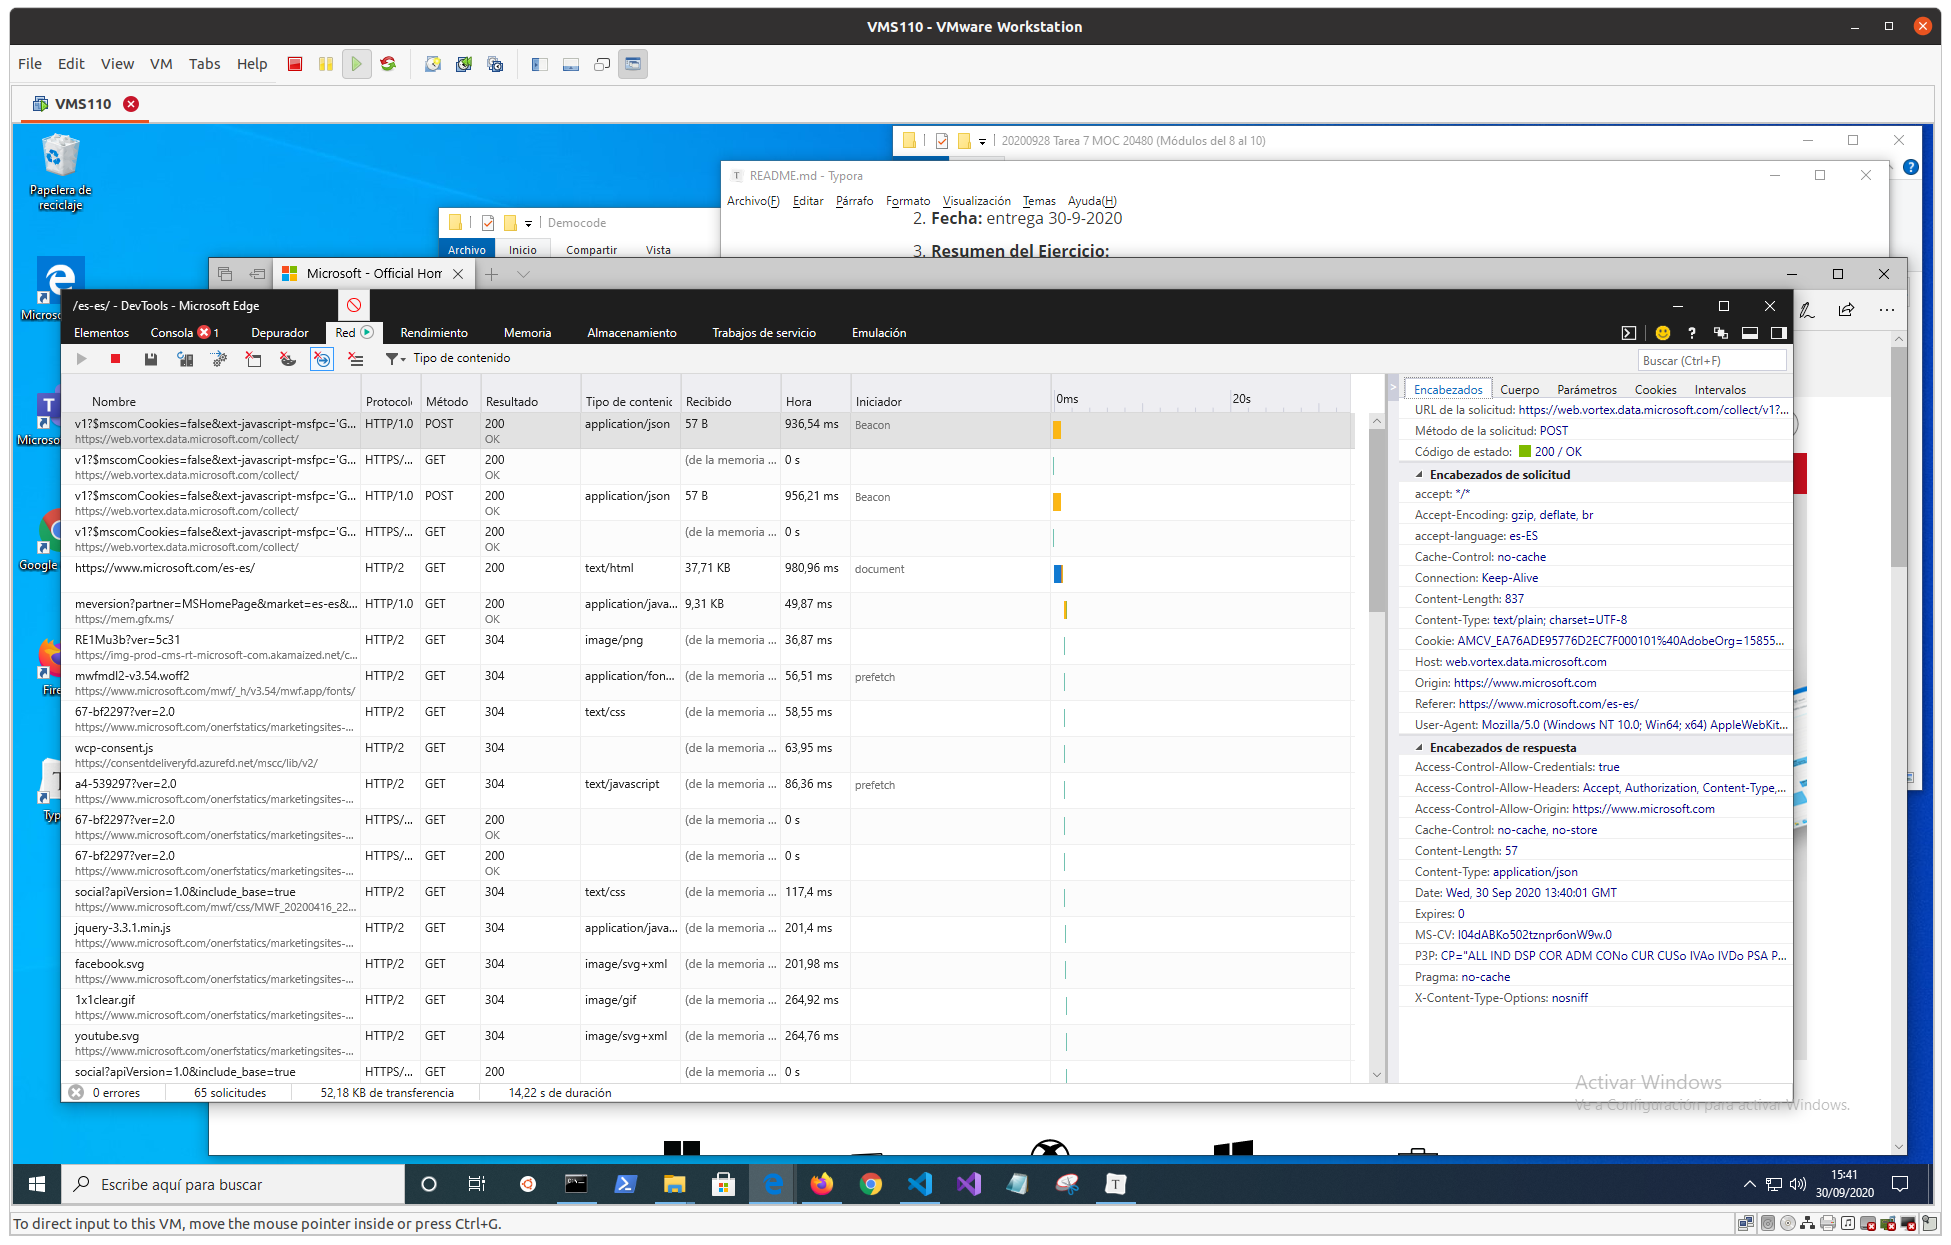 VMS110 - VMware Workstation
File Edit View VM Tabs Help
VMS110
Papelera de reciclaje
20200928 Tarea 7 MOC 20480 (Módulos del 8 al 10)
README.md - Typora
Archivo(F) Editar Párrafo Formato Visualización Temas Ayuda(H)
2. Fecha: entrega 30-9-2020
3. Resumen del Ejercicio:
Democode
Archivo Inicio Compartir Vista
Microsoft - Official Hom
/es-es/ - DevTools - Microsoft Edge
Elementos Consola 1 Depurador Red Rendimiento Memoria Almacenamiento Trabajos de servicio Emulación
Tipo de contenido
Buscar (Ctrl+F)
Nombre Protocolo Método Resultado Tipo de contenic Recibido Hora Iniciador 0ms 20s
v1?$mscomCookies=false&ext-javascript-msfpc='G... HTTP/1.0 POST 200 application/json 57 B 936,54 ms Beacon
https://web.vortex.data.microsoft.com/collect/ OK
v1?$mscomCookies=false&ext-javascript-msfpc='G... HTTPS/... GET 200 (de la memoria ... 0 s
https://web.vortex.data.microsoft.com/collect/ OK
v1?$mscomCookies=false&ext-javascript-msfpc='G... HTTP/1.0 POST 200 application/json 57 B 956,21 ms Beacon
https://web.vortex.data.microsoft.com/collect/ OK
v1?$mscomCookies=false&ext-javascript-msfpc='G... HTTPS/... GET 200 (de la memoria ... 0 s
https://web.vortex.data.microsoft.com/collect/ OK
https://www.microsoft.com/es-es/ HTTP/2 GET 200 text/html 37,71 KB 980,96 ms document
meversion?partner=MSHomePage&market=es-es&... HTTP/1.0 GET 200 application/java... 9,31 KB 49,87 ms
https://mem.gfx.ms/ OK
RE1Mu3b?ver=5c31 HTTP/2 GET 304 image/png (de la memoria ... 36,87 ms
https://img-prod-cms-rt-microsoft-com.akamaized.net/c...
mwfmdl2-v3.54.woff2 HTTP/2 GET 304 application/fon... (de la memoria ... 56,51 ms prefetch
https://www.microsoft.com/mwf/_h/v3.54/mwf.app/fonts/
67-bf2297?ver=2.0 HTTP/2 GET 304 text/css (de la memoria ... 58,55 ms
https://www.microsoft.com/onerfstatics/marketingsites-...
wcp-consent.js HTTP/2 GET 304 (de la memoria ... 63,95 ms
https://consentdeliveryfd.azurefd.net/mscc/lib/v2/
a4-539297?ver=2.0 HTTP/2 GET 304 text/javascript (de la memoria ... 86,36 ms prefetch
https://www.microsoft.com/onerfstatics/marketingsites-...
67-bf2297?ver=2.0 HTTPS/... GET 200 (de la memoria ... 0 s
https://www.microsoft.com/onerfstatics/marketingsites-... OK
67-bf2297?ver=2.0 HTTPS/... GET 200 (de la memoria ... 0 s
https://www.microsoft.com/onerfstatics/marketingsites-... OK
social?apiVersion=1.0&include_base=true HTTP/2 GET 304 text/css (de la memoria ... 117,4 ms
https://www.microsoft.com/mwf/css/MWF_20200416_22...
jquery-3.3.1.min.js HTTP/2 GET 304 application/java... (de la memoria ... 201,4 ms
https://www.microsoft.com/onerfstatics/marketingsites-...
facebook.svg HTTP/2 GET 304 image/svg+xml (de la memoria ... 201,98 ms
https://www.microsoft.com/onerfstatics/marketingsites-...
1x1clear.gif HTTP/2 GET 304 image/gif (de la memoria ... 264,92 ms
https://www.microsoft.com/onerfstatics/marketingsites-...
youtube.svg HTTP/2 GET 304 image/svg+xml (de la memoria ... 264,76 ms
https://www.microsoft.com/onerfstatics/marketingsites-...
social?apiVersion=1.0&include_base=true HTTPS/... GET 200 (de la memoria ... 0 s
0 errores 65 solicitudes 52,18 KB de transferencia 14,22 s de duración
Encabezados Cuerpo Parámetros Cookies Intervalos
URL de la solicitud: https://web.vortex.data.microsoft.com/collect/v1?...
Método de la solicitud: POST
Código de estado: 200 / OK
Encabezados de solicitud
accept: */*
Accept-Encoding: gzip, deflate, br
accept-language: es-ES
Cache-Control: no-cache
Connection: Keep-Alive
Content-Length: 837
Content-Type: text/plain; charset=UTF-8
Cookie: AMCV_EA76ADE95776D2EC7F000101%40AdobeOrg=15855...
Host: web.vortex.data.microsoft.com
Origin: https://www.microsoft.com
Referer: https://www.microsoft.com/es-es/
User-Agent: Mozilla/5.0 (Windows NT 10.0; Win64; x64) AppleWebKit...
Encabezados de respuesta
Access-Control-Allow-Credentials: true
Access-Control-Allow-Headers: Accept, Authorization, Content-Type,...
Access-Control-Allow-Origin: https://www.microsoft.com
Cache-Control: no-cache, no-store
Content-Length: 57
Content-Type: application/json
Date: Wed, 30 Sep 2020 13:40:01 GMT
Expires: 0
MS-CV: l04dABKo502tznpr6onW9w.0
P3P: CP="ALL IND DSP COR ADM CONo CUR CUSo IVAo IVDo PSA P...
Pragma: no-cache
X-Content-Type-Options: nosniff
Micros
Micros
Google
Fire
Typ
Activar Windows
Ve a Configuración para activar Windows.
Escribe aquí para buscar
15:41
30/09/2020
To direct input to this VM, move the mouse pointer inside or press Ctrl+G.